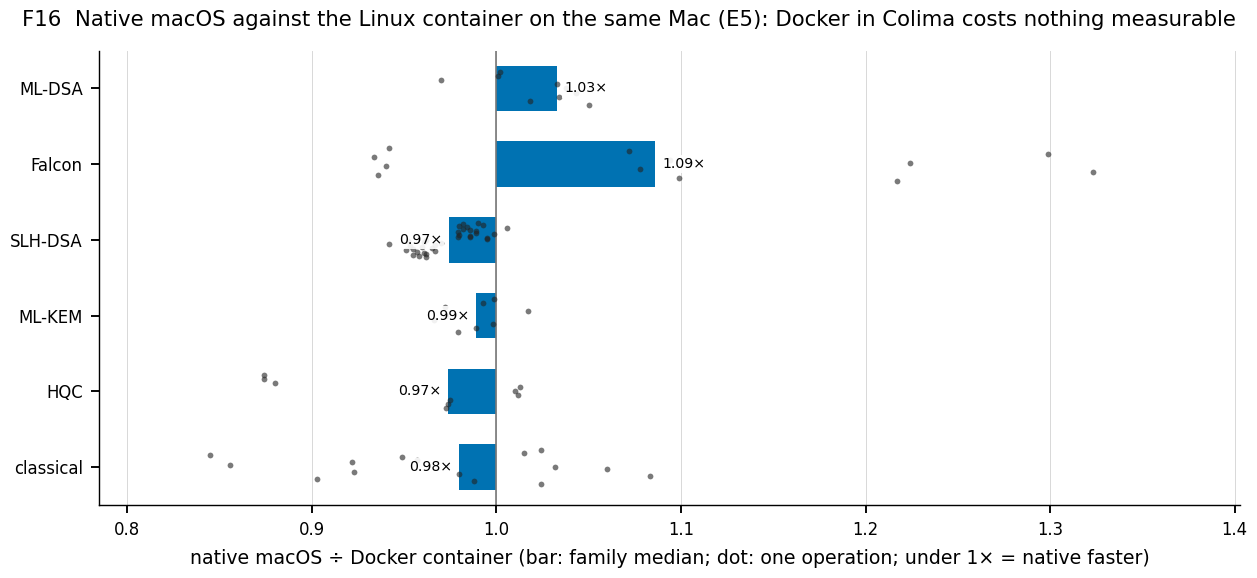 F16  Native macOS against the Linux container on the same Mac (E5): Docker in Colima costs nothing measurable
ML-DSA
1.03×
Falcon
1.09×
SLH-DSA
0.97×
ML-KEM
0.99×
HQC
0.97×
classical
0.98×
0.8
0.9
1.0
1.1
1.2
1.3
1.4
native macOS ÷ Docker container (bar: family median; dot: one operation; under 1× = native faster)